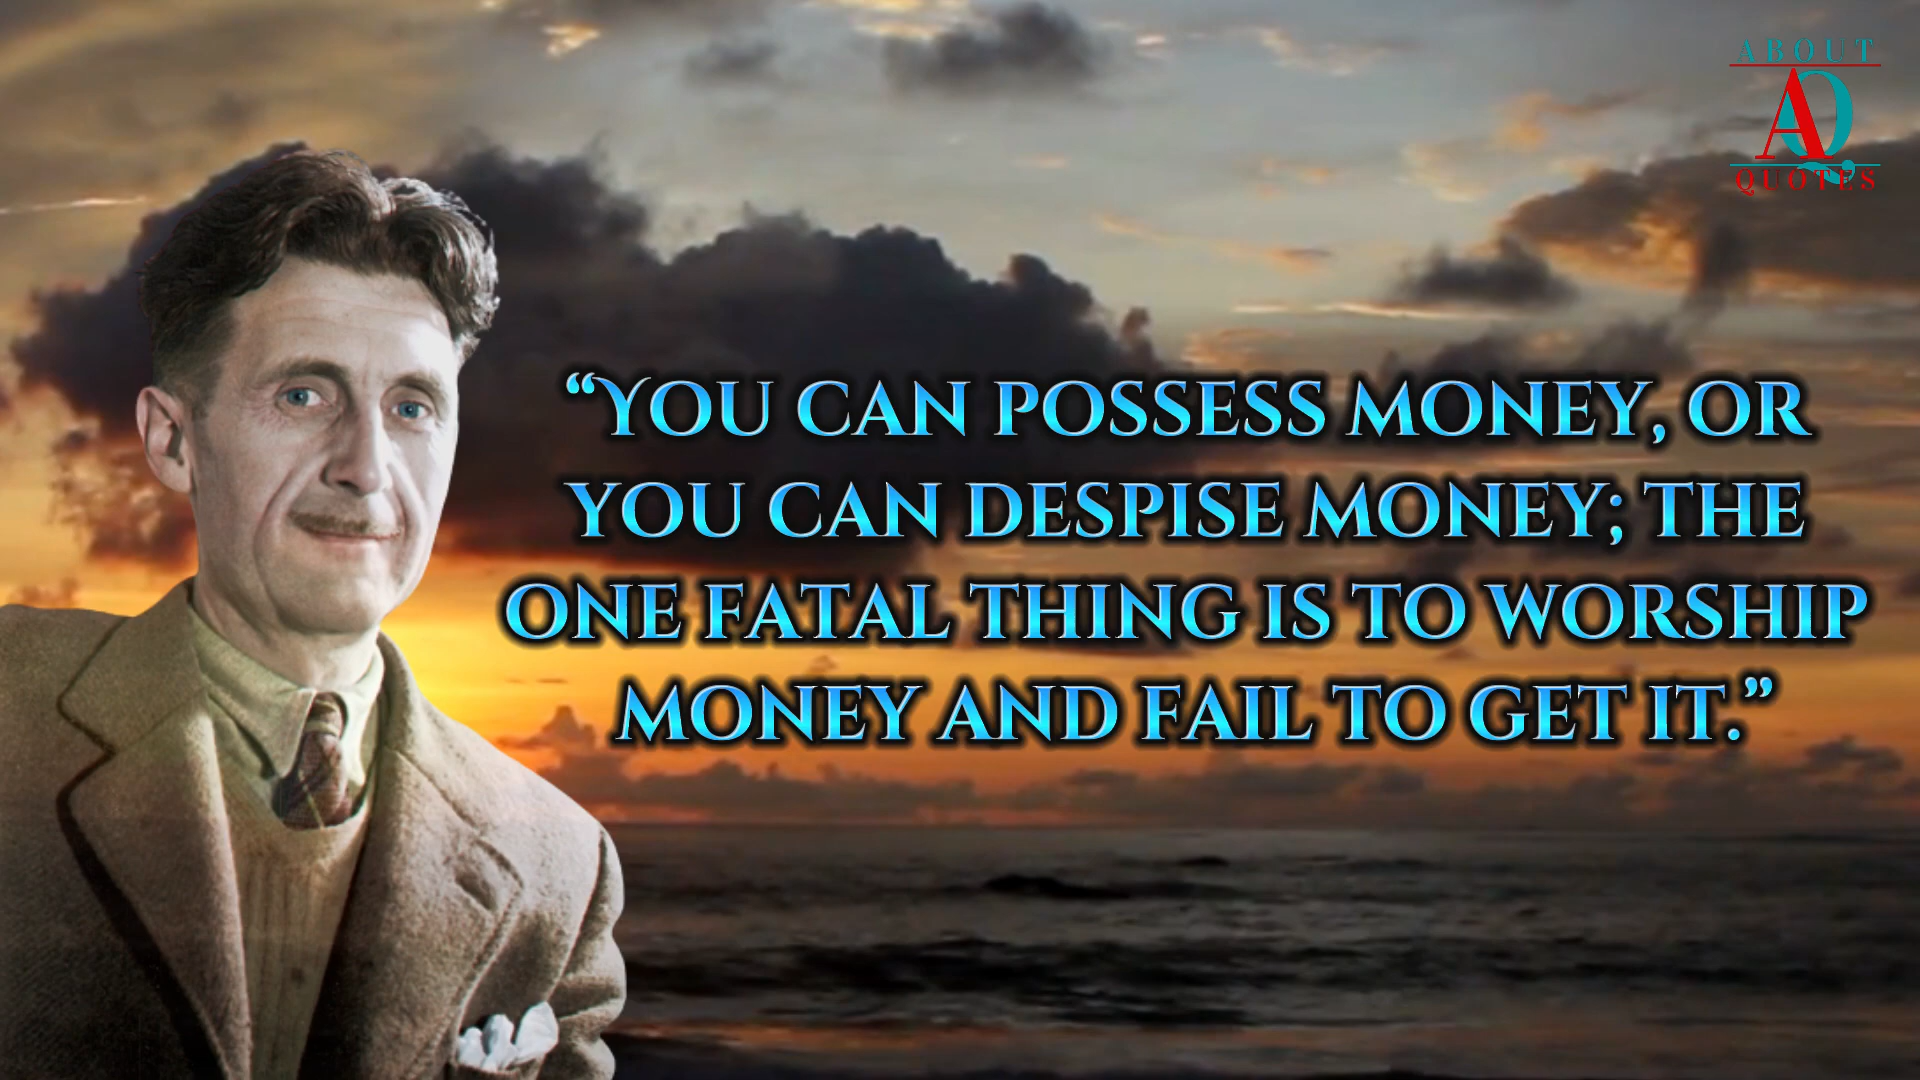 ABOUT
AQ
QUOTES
“YOU CAN POSSESS MONEY, OR
YOU CAN DESPISE MONEY; THE
ONE FATAL THING IS TO WORSHIP
MONEY AND FAIL TO GET IT.”